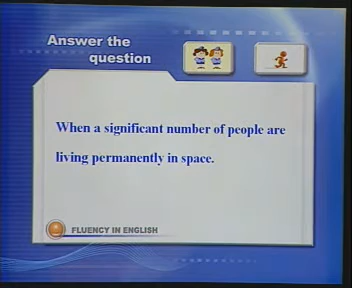 Answer the
question
When a significant number of people are
living permanently in space.
FLUENCY IN ENGLISH